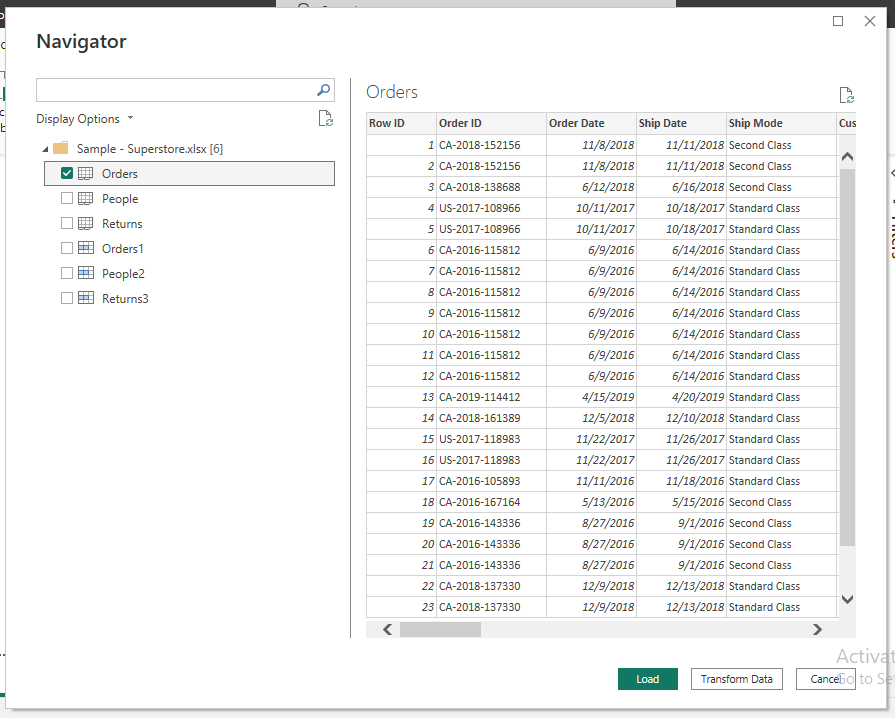 Navigator
Display Options
Sample - Superstore.xlsx [6]
Orders
People
Returns
Orders1
People2
Returns3
Orders
Row ID Order ID Order Date Ship Date Ship Mode Cus
1 CA-2018-152156 11/8/2018 11/11/2018 Second Class
2 CA-2018-152156 11/8/2018 11/11/2018 Second Class
3 CA-2018-138688 6/12/2018 6/16/2018 Second Class
4 US-2017-108966 10/11/2017 10/18/2017 Standard Class
5 US-2017-108966 10/11/2017 10/18/2017 Standard Class
6 CA-2016-115812 6/9/2016 6/14/2016 Standard Class
7 CA-2016-115812 6/9/2016 6/14/2016 Standard Class
8 CA-2016-115812 6/9/2016 6/14/2016 Standard Class
9 CA-2016-115812 6/9/2016 6/14/2016 Standard Class
10 CA-2016-115812 6/9/2016 6/14/2016 Standard Class
11 CA-2016-115812 6/9/2016 6/14/2016 Standard Class
12 CA-2016-115812 6/9/2016 6/14/2016 Standard Class
13 CA-2019-114412 4/15/2019 4/20/2019 Standard Class
14 CA-2018-161389 12/5/2018 12/10/2018 Standard Class
15 US-2017-118983 11/22/2017 11/26/2017 Standard Class
16 US-2017-118983 11/22/2017 11/26/2017 Standard Class
17 CA-2016-105893 11/11/2016 11/18/2016 Standard Class
18 CA-2016-167164 5/13/2016 5/15/2016 Second Class
19 CA-2016-143336 8/27/2016 9/1/2016 Second Class
20 CA-2016-143336 8/27/2016 9/1/2016 Second Class
21 CA-2016-143336 8/27/2016 9/1/2016 Second Class
22 CA-2018-137330 12/9/2018 12/13/2018 Standard Class
23 CA-2018-137330 12/9/2018 12/13/2018 Standard Class
Load Transform Data Cancel
Activat
Go to Se